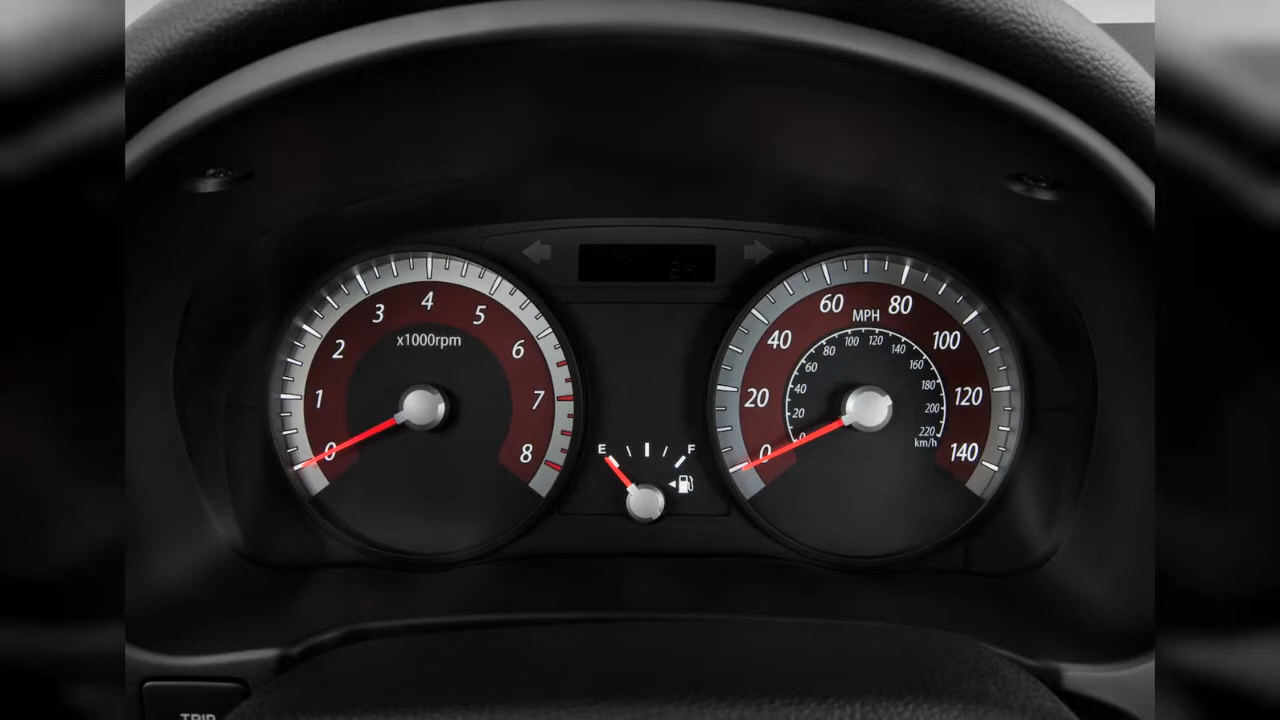 0 1 2 3 4 5 6 7 8
x1000rpm
E F
0 20 40 60 80 100 120 140
MPH
0 20 40 60 80 100 120 140 160 180 200 220
km/h
TRIP